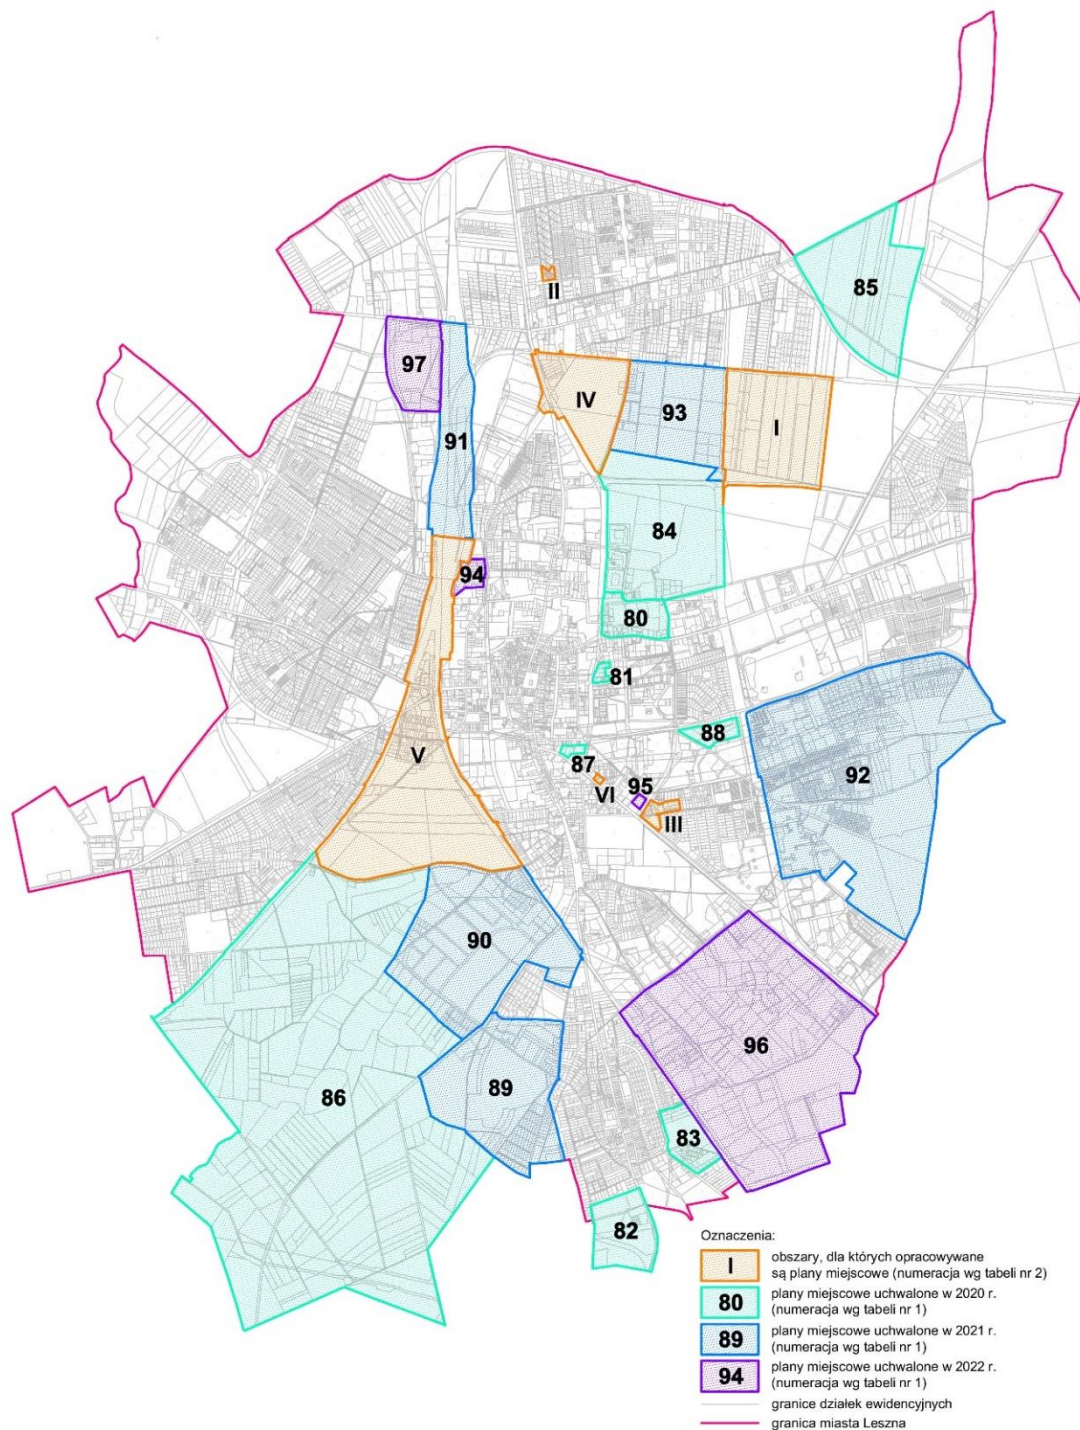 85
II
97
IV
93
I
91
84
94
80
81
88
V
87
92
VI
95
III
90
96
86
89
83
82
Oznaczenia:
I
obszary, dla których opracowywane
są plany miejscowe (numeracja wg tabeli nr 2)
80
plany miejscowe uchwalone w 2020 r.
(numeracja wg tabeli nr 1)
89
plany miejscowe uchwalone w 2021 r.
(numeracja wg tabeli nr 1)
94
plany miejscowe uchwalone w 2022 r.
(numeracja wg tabeli nr 1)
granice działek ewidencyjnych
granica miasta Leszna